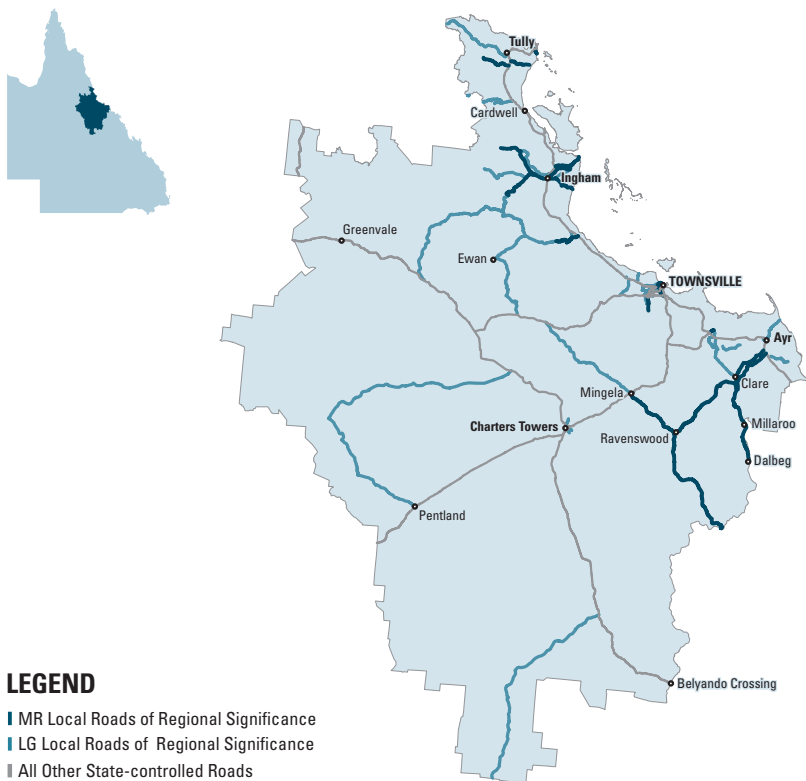 Tully
Cardwell
Ingham
Greenvale
Ewan
TOWNSVILLE
Ayr
Clare
Mingela
Charters Towers
Millaroo
Ravenswood
Dalbeg
Pentland
Belyando Crossing
LEGEND
MR Local Roads of Regional Significance
LG Local Roads of Regional Significance
All Other State-controlled Roads